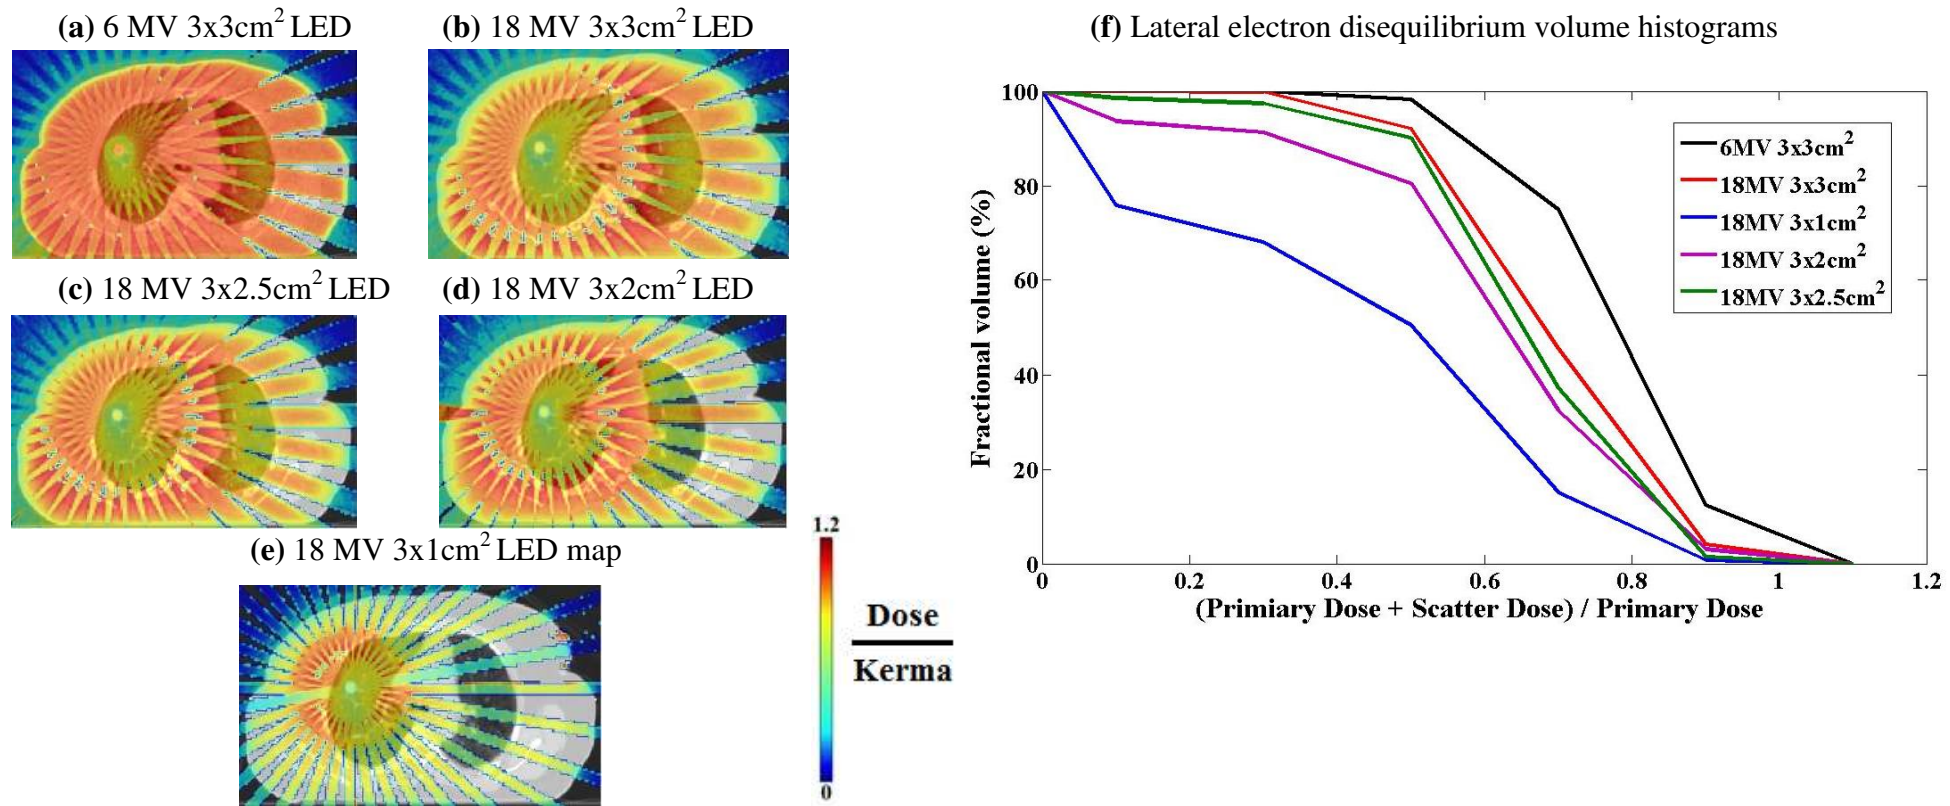 (a) 6 MV 3x3cm² LED
(b) 18 MV 3x3cm² LED
(c) 18 MV 3x2.5cm² LED
(d) 18 MV 3x2cm² LED
(e) 18 MV 3x1cm² LED map
1.2
0
Dose
Kerma
(f) Lateral electron disequilibrium volume histograms
Fractional volume (%)
100
80
60
40
20
0
0 0.2 0.4 0.6 0.8 1 1.2
(Primiary Dose + Scatter Dose) / Primary Dose
6MV 3x3cm²
18MV 3x3cm²
18MV 3x1cm²
18MV 3x2cm²
18MV 3x2.5cm²